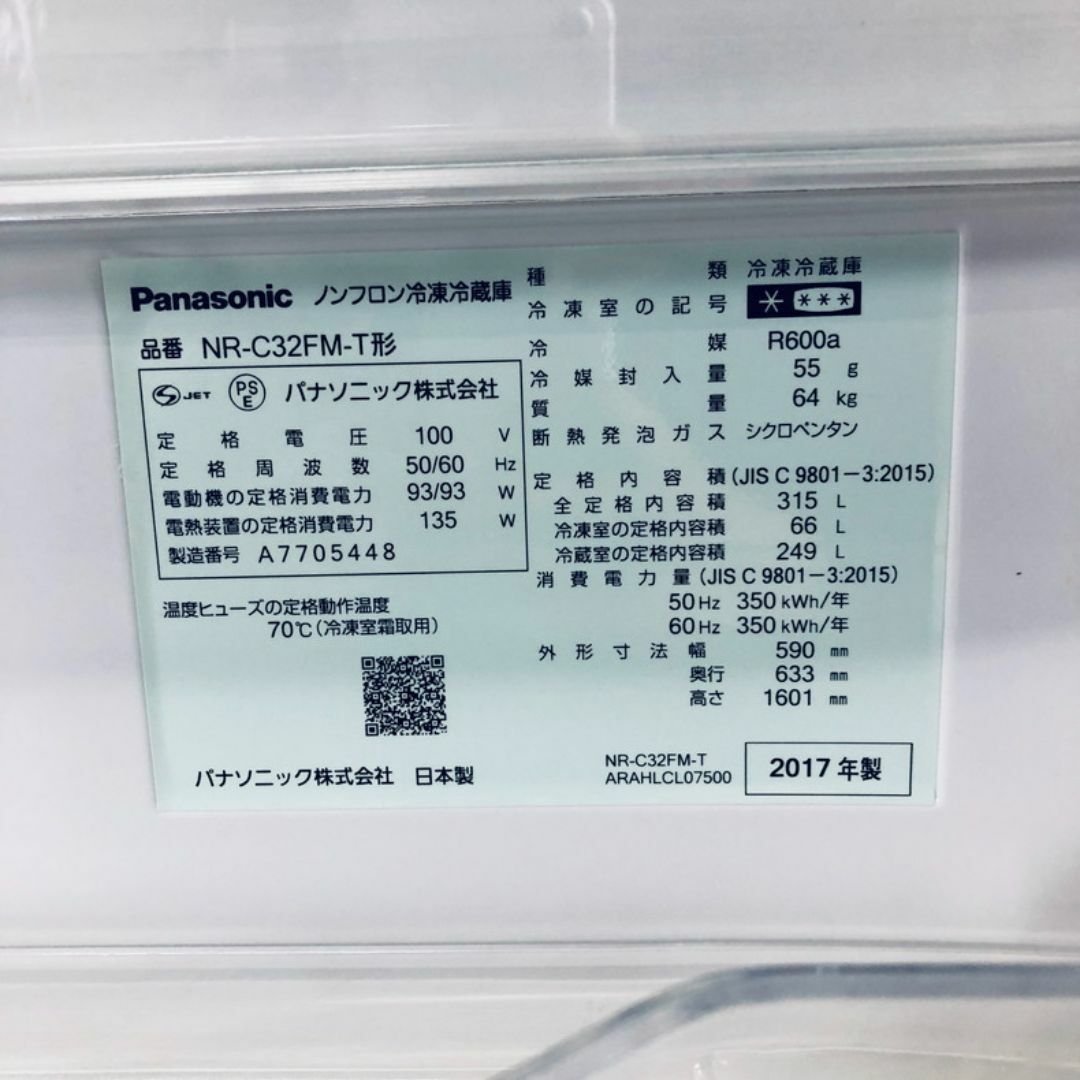 Panasonic ノンフロン冷凍冷蔵庫
品番 NR-C32FM-T形
JET PSE パナソニック株式会社
定格電圧 100 V
定格周波数 50/60 Hz
電動機の定格消費電力 93/93 W
電熱装置の定格消費電力 135 W
製造番号 A7705448
温度ヒューズの定格動作温度
70℃(冷凍室霜取用)
パナソニック株式会社 日本製
種類 冷凍冷蔵庫
冷凍室の記号 * ***
冷媒 R600a
冷媒封入量 55 g
質量 64 kg
断熱発泡ガス シクロペンタン
定格内容積 (JIS C 9801-3:2015)
全定格内容積 315 L
冷凍室の定格内容積 66 L
冷蔵室の定格内容積 249 L
消費電力量 (JIS C 9801-3:2015)
50Hz 350 kWh/年
60Hz 350 kWh/年
外形寸法 幅 590 mm
奥行 633 mm
高さ 1601 mm
NR-C32FM-T
ARAHLCL07500
2017 年製